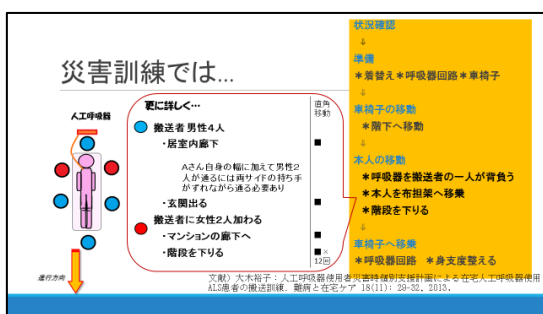 災害訓練では…
人工呼吸器
進行方向
更に詳しく…
直角
移動
搬送者 男性4人
・居室内廊下
■
Aさん自身の幅に加えて男性2
人が通るには両サイドの持ち手
がずれながら通る必要あり
・玄関出る
■
搬送者に女性2人加わる
・マンションの廊下へ
■
・階段を下りる
■×
12回
状況確認
⇓
準備
＊着替え＊呼吸器回路＊車椅子
⇓
車椅子の移動
＊階下へ移動
⇓
本人の移動
＊呼吸器を搬送者の一人が背負う
＊本人を布担架へ移乗
＊階段を下りる
⇓
車椅子へ移乗
＊呼吸器回路 ＊身支度整える
文献）大木裕子：人工呼吸器使用者災害時個別支援計画による在宅人工呼吸器使用
ALS患者の搬送訓練. 難病と在宅ケア 18(11): 29-32, 2013.